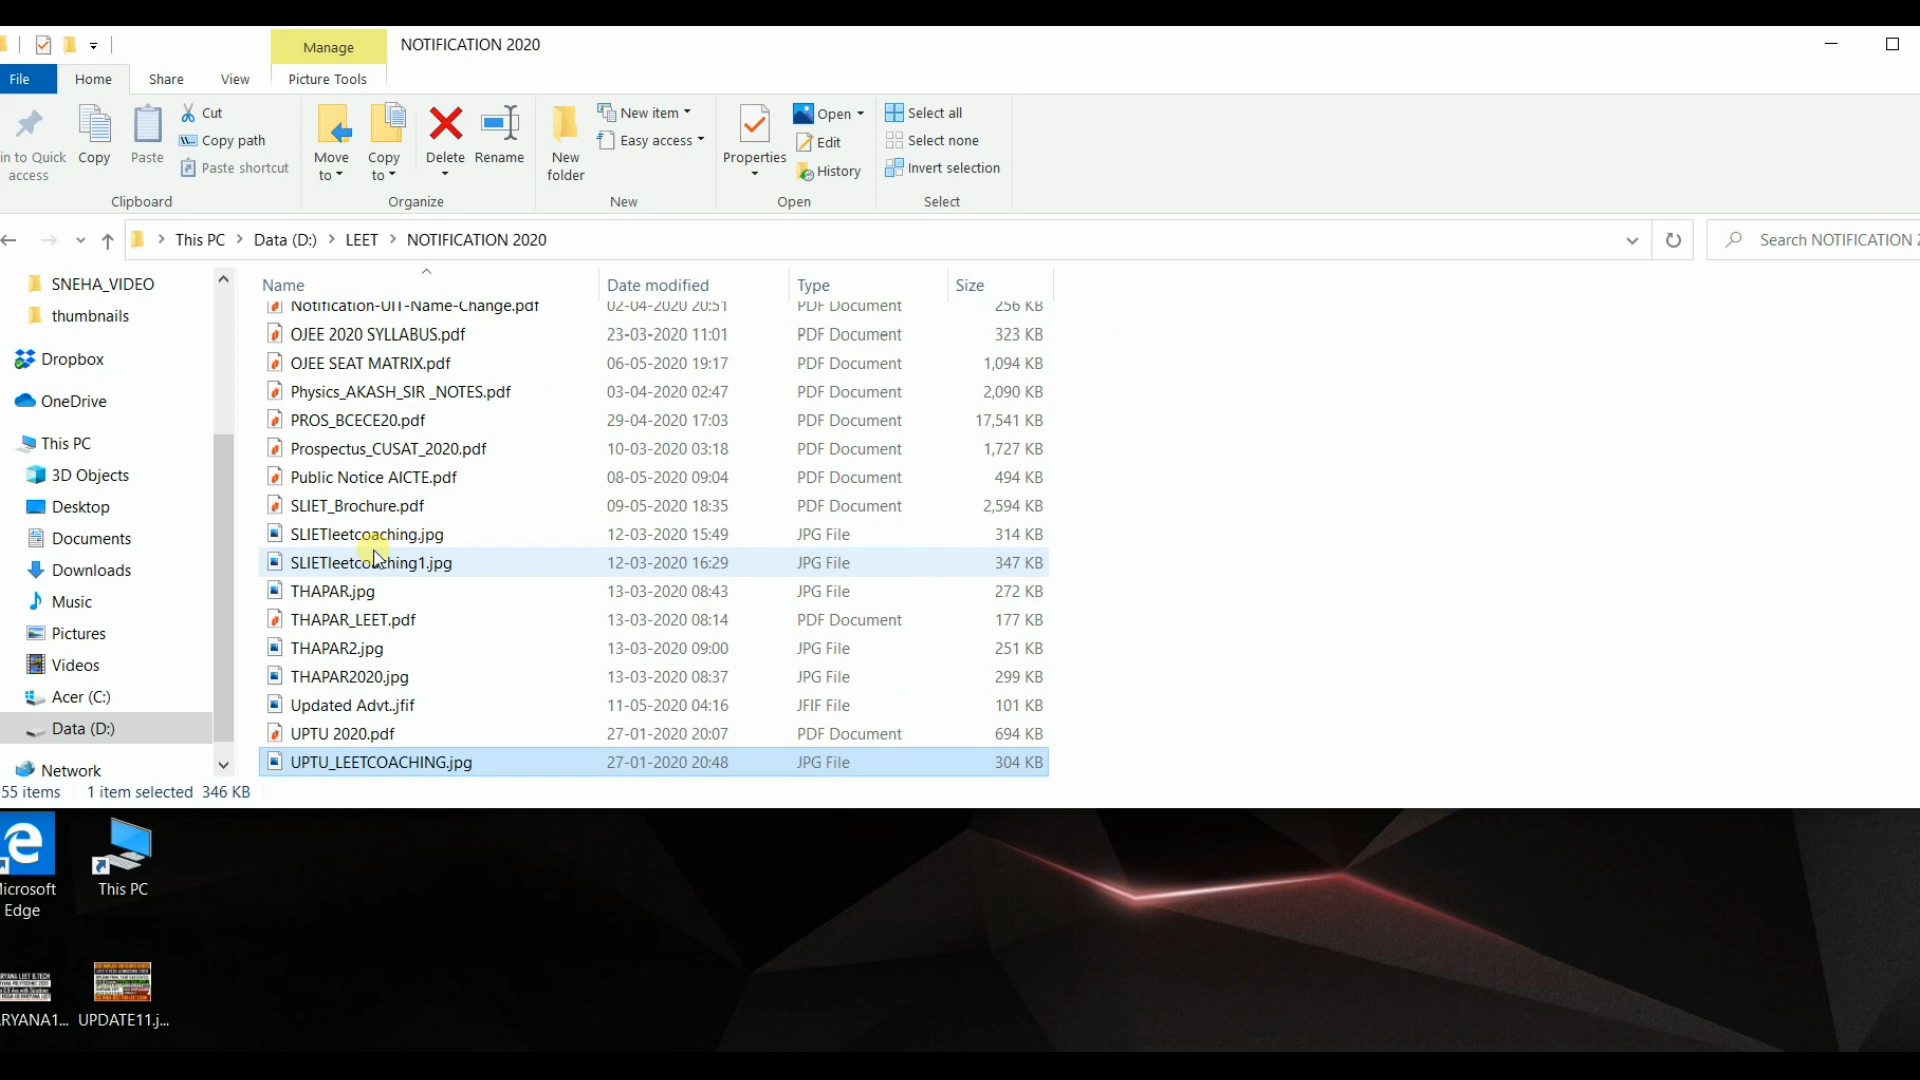 Manage
NOTIFICATION 2020
File
Home
Share
View
Picture Tools
in to Quick
access
Copy
Paste
Cut
Copy path
Paste shortcut
Clipboard
Move
to
Copy
to
Delete
Rename
Organize
New
folder
New item
Easy access
New
Properties
Open
Edit
History
Open
Select all
Select none
Invert selection
Select
This PC > Data (D:) > LEET > NOTIFICATION 2020
Search NOTIFICATION 2
SNEHA_VIDEO
thumbnails
Dropbox
OneDrive
This PC
3D Objects
Desktop
Documents
Downloads
Music
Pictures
Videos
Acer (C:)
Data (D:)
Network
Name Date modified Type Size
Notification-UIT-Name-Change.pdf 02-04-2020 20:51 PDF Document 256 KB
OJEE 2020 SYLLABUS.pdf 23-03-2020 11:01 PDF Document 323 KB
OJEE SEAT MATRIX.pdf 06-05-2020 19:17 PDF Document 1,094 KB
Physics_AKASH_SIR _NOTES.pdf 03-04-2020 02:47 PDF Document 2,090 KB
PROS_BCECE20.pdf 29-04-2020 17:03 PDF Document 17,541 KB
Prospectus_CUSAT_2020.pdf 10-03-2020 03:18 PDF Document 1,727 KB
Public Notice AICTE.pdf 08-05-2020 09:04 PDF Document 494 KB
SLIET_Brochure.pdf 09-05-2020 18:35 PDF Document 2,594 KB
SLIETleetcoaching.jpg 12-03-2020 15:49 JPG File 314 KB
SLIETleetcoaching1.jpg 12-03-2020 16:29 JPG File 347 KB
THAPAR.jpg 13-03-2020 08:43 JPG File 272 KB
THAPAR_LEET.pdf 13-03-2020 08:14 PDF Document 177 KB
THAPAR2.jpg 13-03-2020 09:00 JPG File 251 KB
THAPAR2020.jpg 13-03-2020 08:37 JPG File 299 KB
Updated Advt..jfif 11-05-2020 04:16 JFIF File 101 KB
UPTU 2020.pdf 27-01-2020 20:07 PDF Document 694 KB
UPTU_LEETCOACHING.jpg 27-01-2020 20:48 JPG File 304 KB
55 items 1 item selected 346 KB
Microsoft
Edge
This PC
RYANA1... UPDATE11.j...